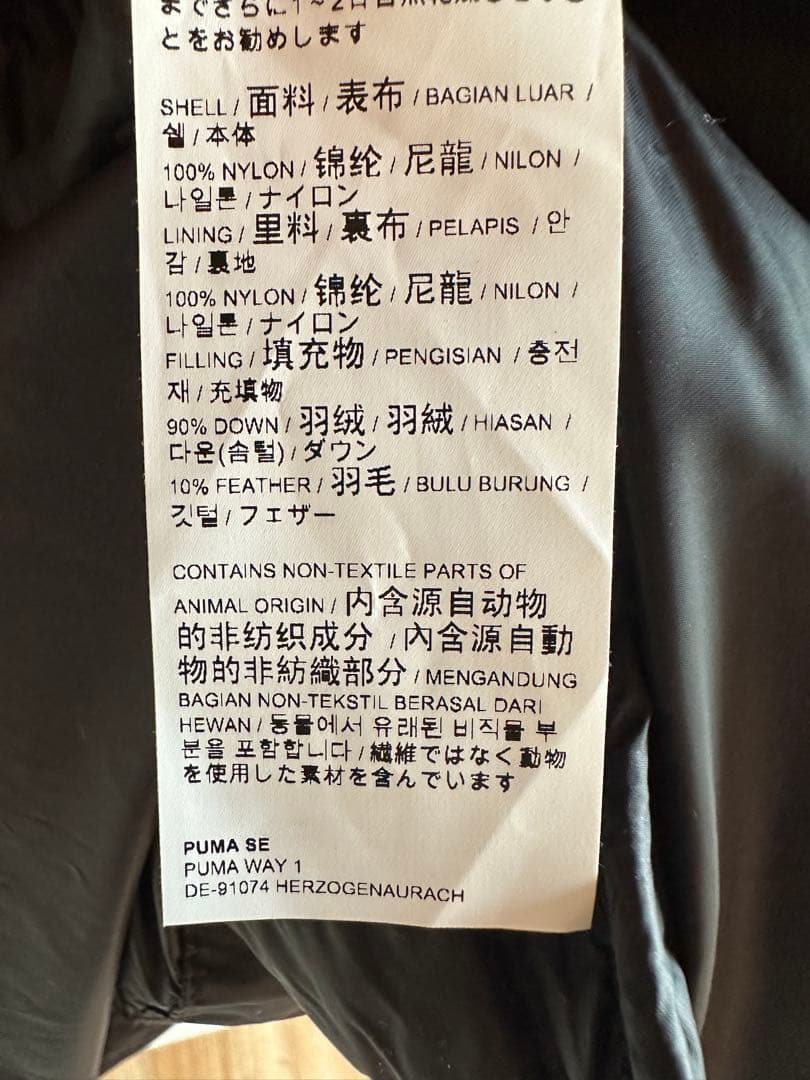 とをお勧めします
SHELL / 面料 / 表布 / BAGIAN LUAR /
쉘 / 本体
100% NYLON / 锦纶 / 尼龍 / NILON /
나일론 / ナイロン
LINING / 里料 / 裏布 / PELAPIS / 안
감 / 裏地
100% NYLON / 锦纶 / 尼龍 / NILON /
나일론 / ナイロン
FILLING / 填充物 / PENGISIAN / 충전
재 / 充填物
90% DOWN / 羽绒 / 羽絨 / HIASAN /
다운(솜털) / ダウン
10% FEATHER / 羽毛 / BULU BURUNG /
깃털 / フェザー
CONTAINS NON-TEXTILE PARTS OF
ANIMAL ORIGIN / 内含源自动物
的非纺织成分 / 內含源自動
物的非紡織部分 / MENGANDUNG
BAGIAN NON-TEKSTIL BERASAL DARI
HEWAN / 동물에서 유래된 비직물 부
분을 포함합니다 / 繊維ではなく動物
を使用した素材を含んでいます
PUMA SE
PUMA WAY 1
DE-91074 HERZOGENAURACH